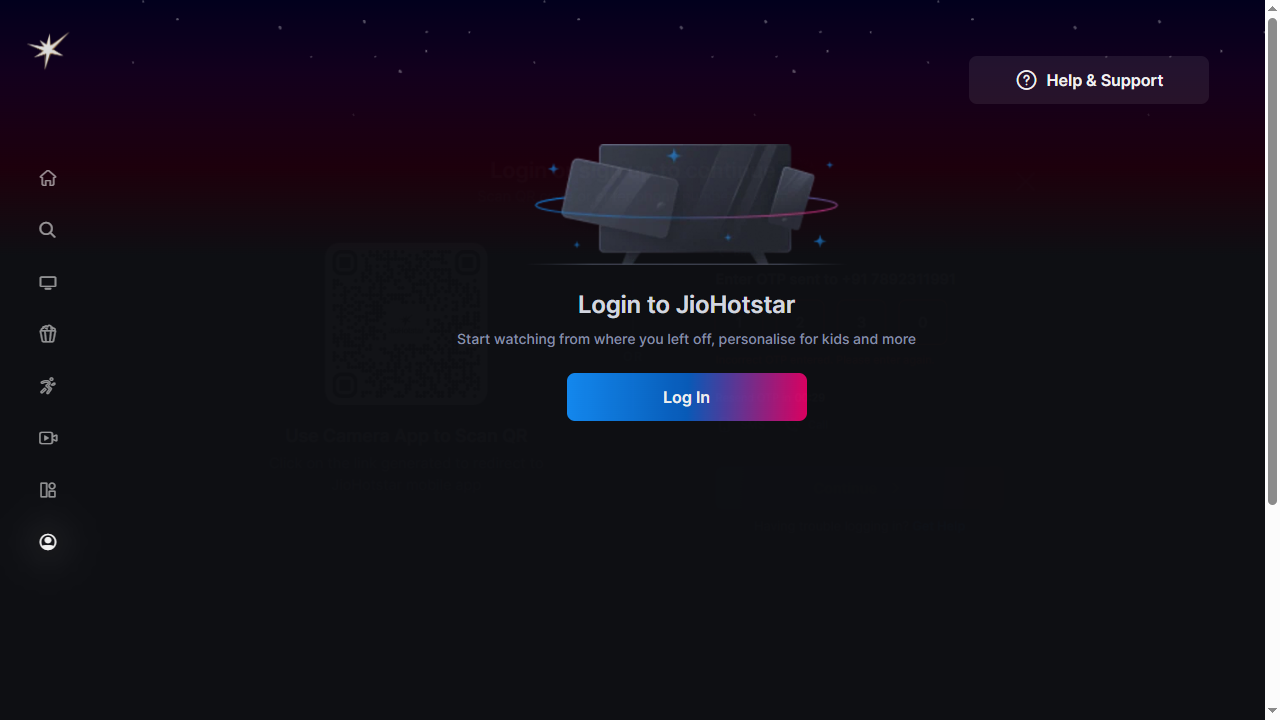 Help & Support
Login to JioHotstar
Start watching from where you left off, personalise for kids and more
Log In
Use Camera App to Scan QR